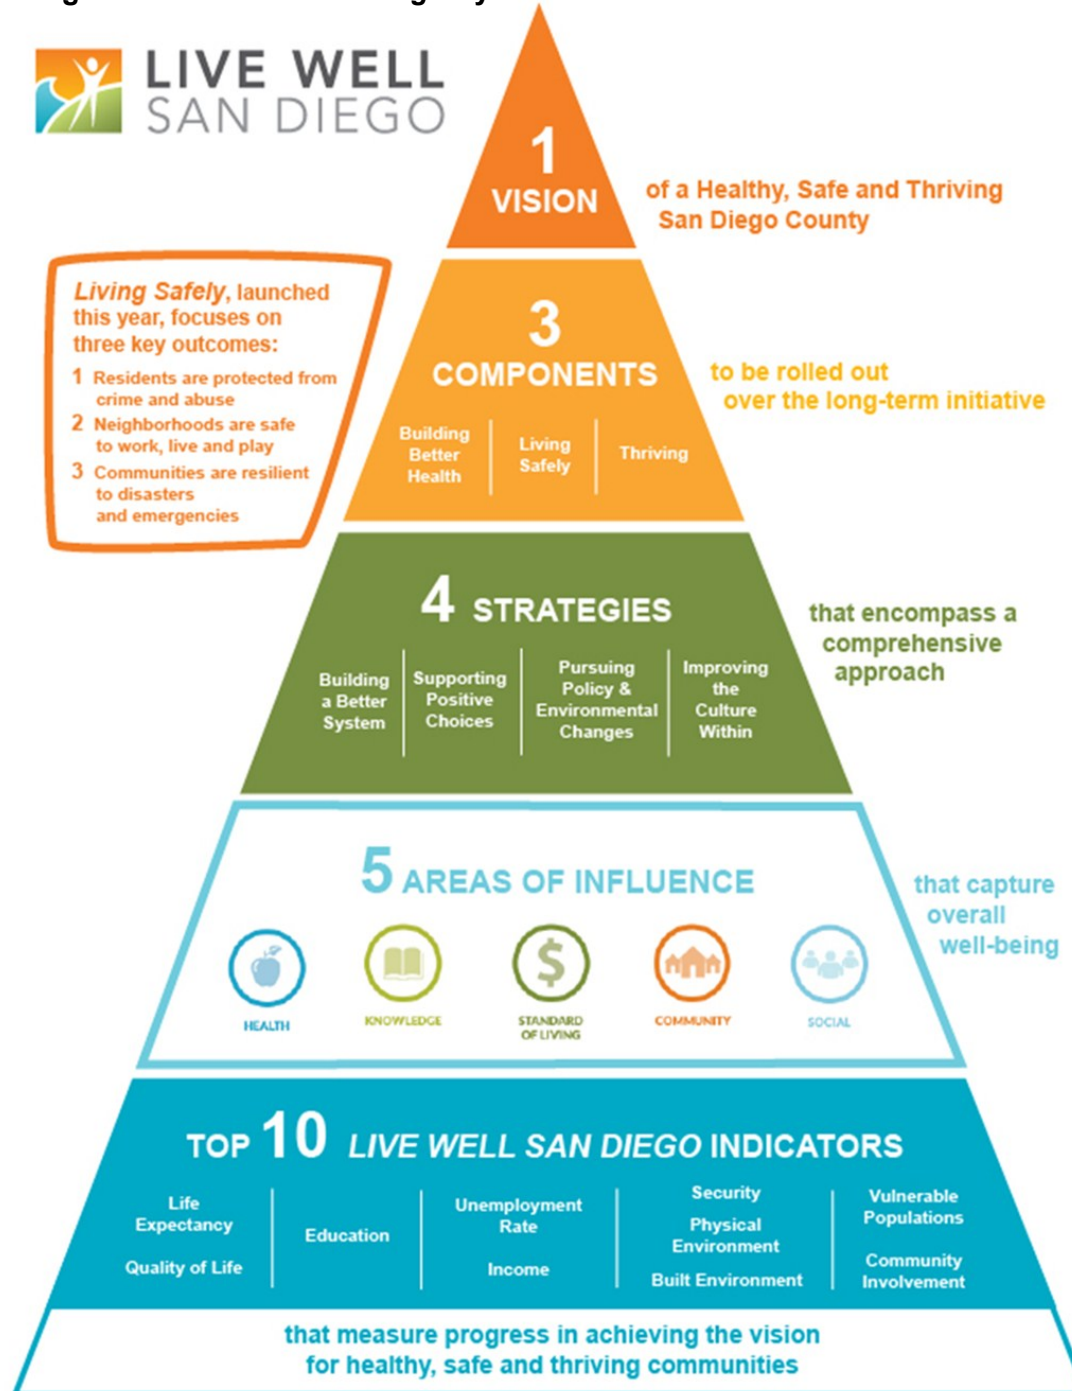 LIVE WELL
SAN DIEGO
1
VISION
of a Healthy, Safe and Thriving
San Diego County
Living Safely, launched
this year, focuses on
three key outcomes:
1 Residents are protected from
crime and abuse
2 Neighborhoods are safe
to work, live and play
3 Communities are resilient
to disasters
and emergencies
3
COMPONENTS
Building
Better
Health
Living
Safely
Thriving
to be rolled out
over the long-term initiative
4 STRATEGIES
Building
a Better
System
Supporting
Positive
Choices
Pursuing
Policy &
Environmental
Changes
Improving
the
Culture
Within
that encompass a
comprehensive
approach
5 AREAS OF INFLUENCE
HEALTH
KNOWLEDGE
$
STANDARD
OF LIVING
COMMUNITY
SOCIAL
that capture
overall
well-being
TOP 10 LIVE WELL SAN DIEGO INDICATORS
Life
Expectancy
Quality of Life
Education
Unemployment
Rate
Income
Security
Physical
Environment
Built Environment
Vulnerable
Populations
Community
Involvement
that measure progress in achieving the vision
for healthy, safe and thriving communities